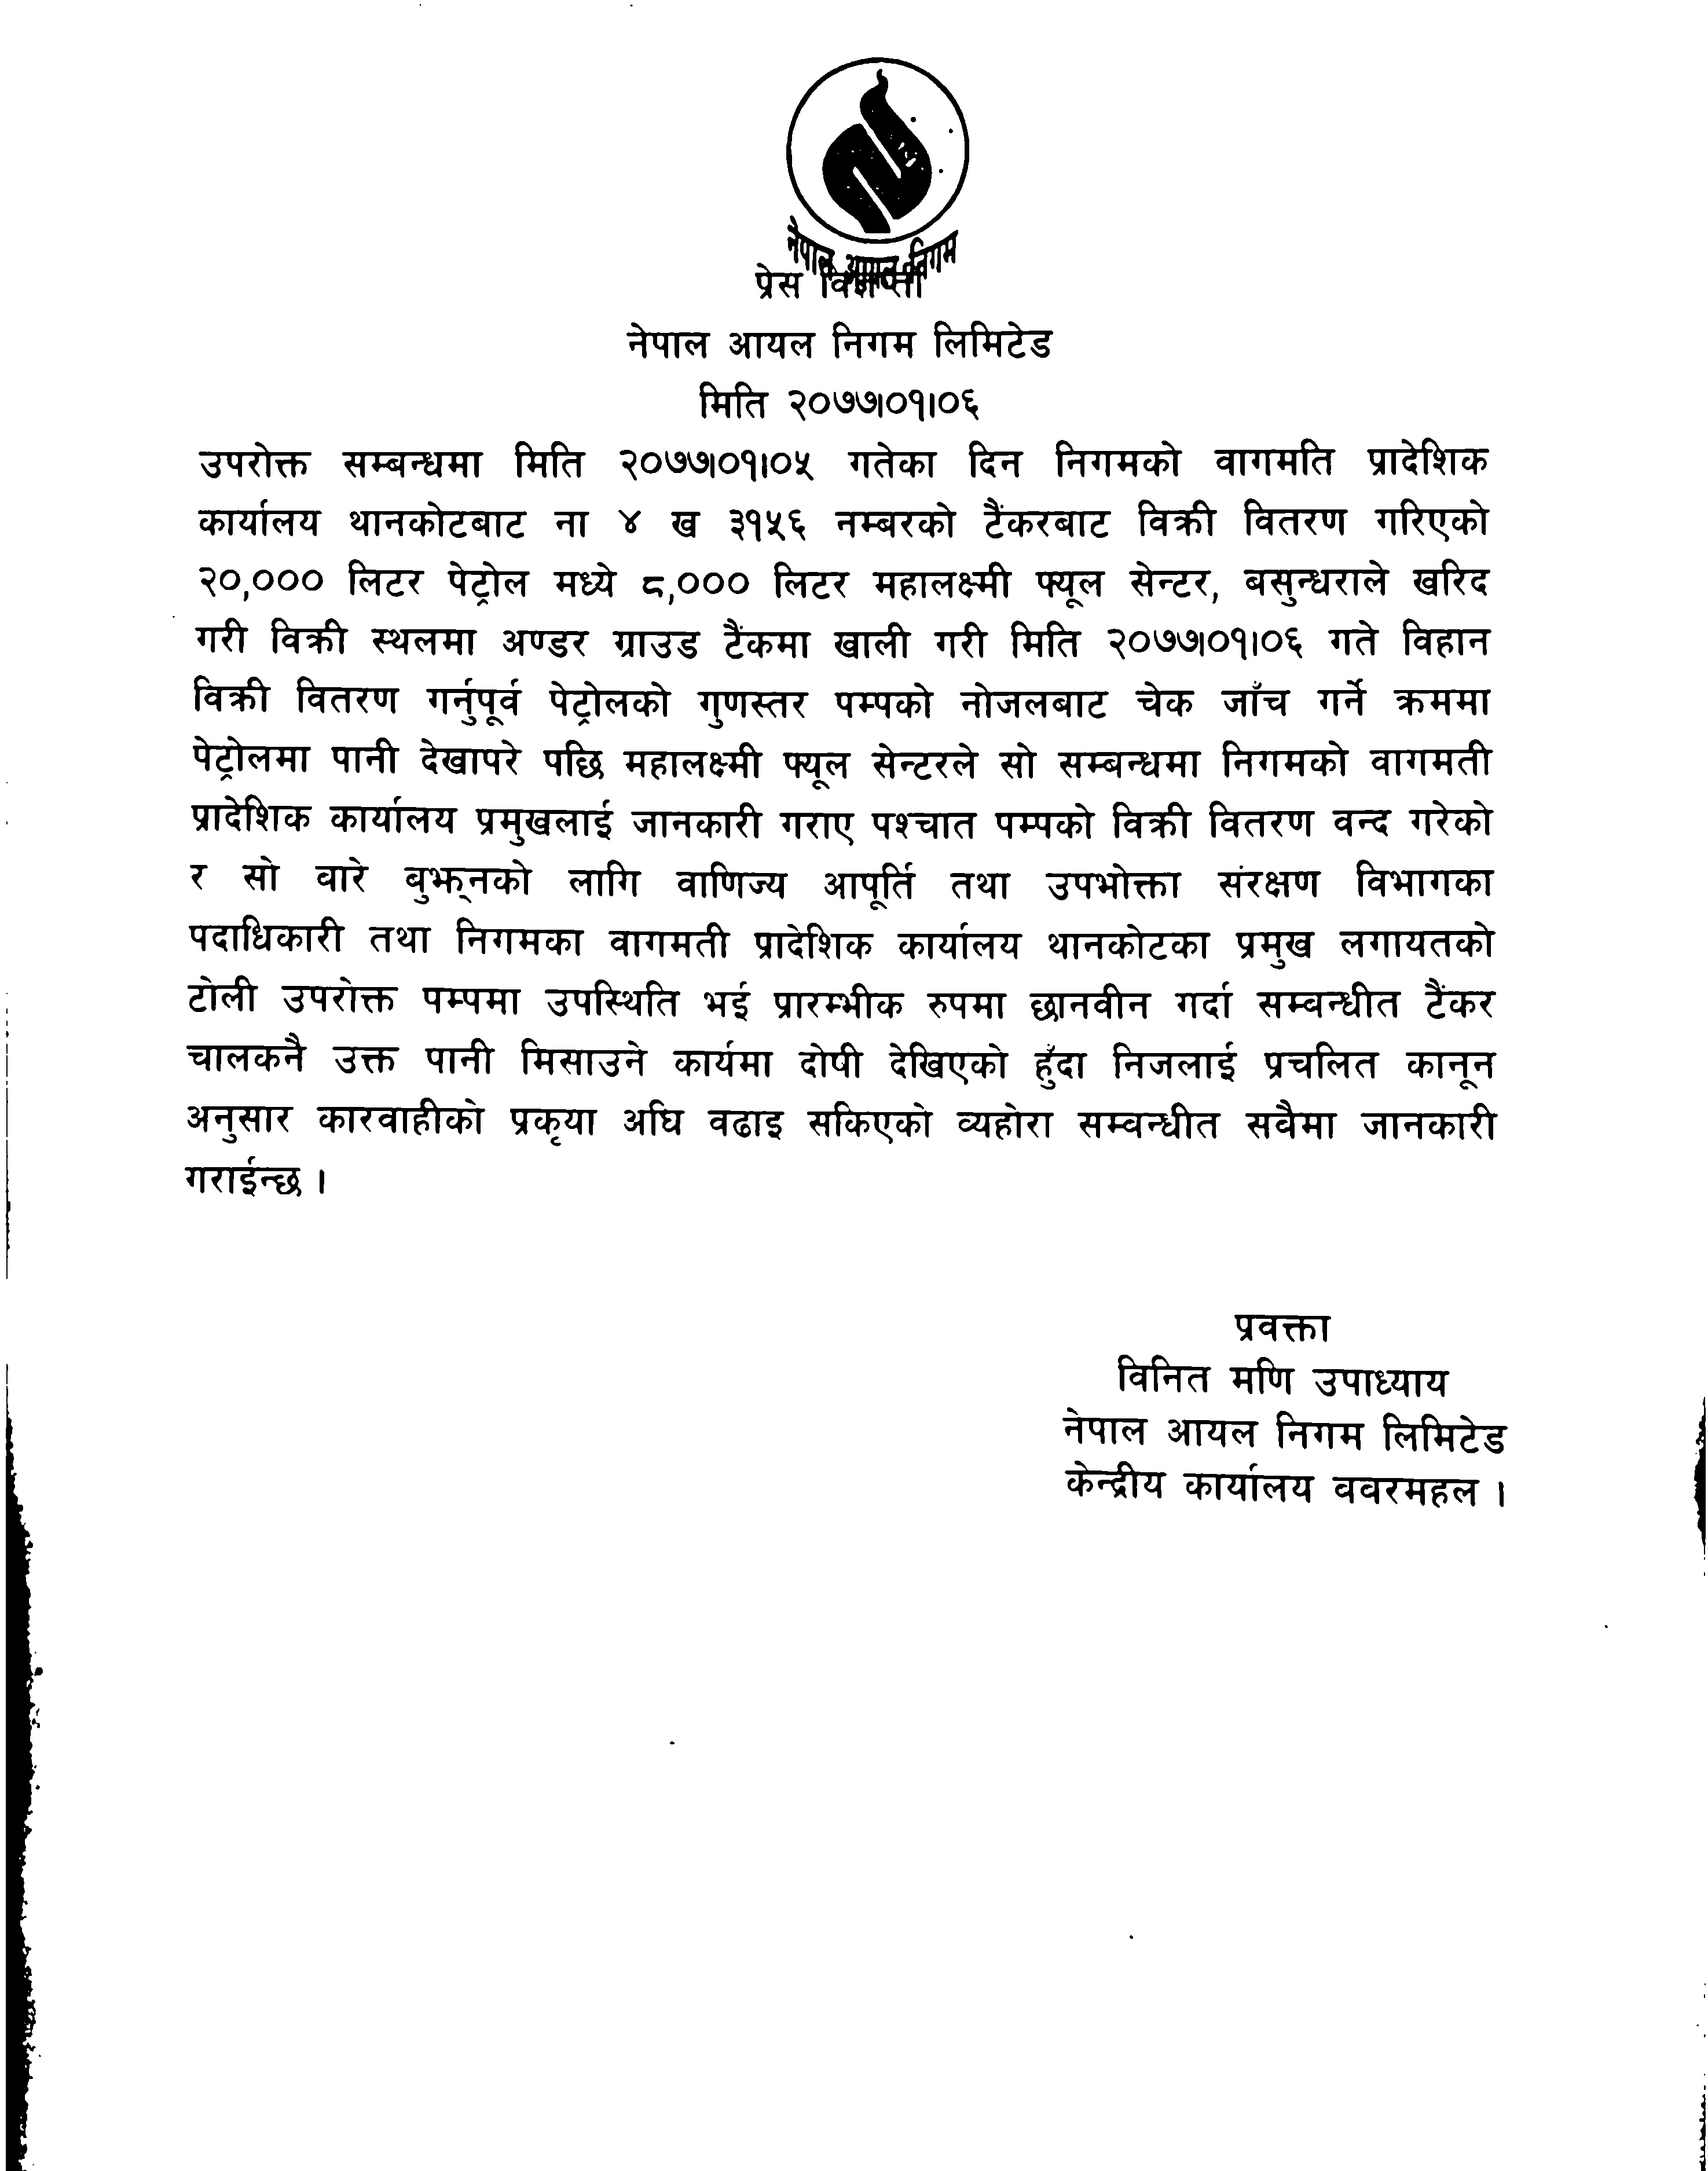 नेपाल आयल निगम
प्रेस विज्ञप्ती
नेपाल आयल निगम लिमिटेड
मिति २०७७।०१।०६
उपरोक्त सम्बन्धमा मिति २०७७।०१।०५ गतेका दिन निगमको वागमति प्रादेशिक
कार्यालय थानकोटबाट ना ४ ख ३१५६ नम्बरको टैंकरबाट विक्री वितरण गरिएको
२०,००० लिटर पेट्रोल मध्ये ८,००० लिटर महालक्ष्मी फ्यूल सेन्टर, बसुन्धराले खरिद
गरी विक्री स्थलमा अण्डर ग्राउड टैंकमा खाली गरी मिति २०७७।०१।०६ गते विहान
विक्री वितरण गर्नुपूर्व पेट्रोलको गुणस्तर पम्पको नोजलबाट चेक जाँच गर्ने क्रममा
पेट्रोलमा पानी देखापरे पछि महालक्ष्मी फ्यूल सेन्टरले सो सम्बन्धमा निगमको वागमती
प्रादेशिक कार्यालय प्रमुखलाई जानकारी गराए पश्चात पम्पको विक्री वितरण वन्द गरेको
र सो वारे बुझ्नको लागि वाणिज्य आपूर्ति तथा उपभोक्ता संरक्षण विभागका
पदाधिकारी तथा निगमका वागमती प्रादेशिक कार्यालय थानकोटका प्रमुख लगायतको
टोली उपरोक्त पम्पमा उपस्थिति भई प्रारम्भीक रुपमा छानवीन गर्दा सम्वन्धीत टैंकर
चालकनै उक्त पानी मिसाउने कार्यमा दोषी देखिएको हुँदा निजलाई प्रचलित कानून
अनुसार कारवाहीको प्रकृया अघि वढाइ सकिएको व्यहोरा सम्वन्धीत सवैमा जानकारी
गराईन्छ ।
प्रवक्ता
विनित मणि उपाध्याय
नेपाल आयल निगम लिमिटेड
केन्द्रीय कार्यालय ववरमहल ।